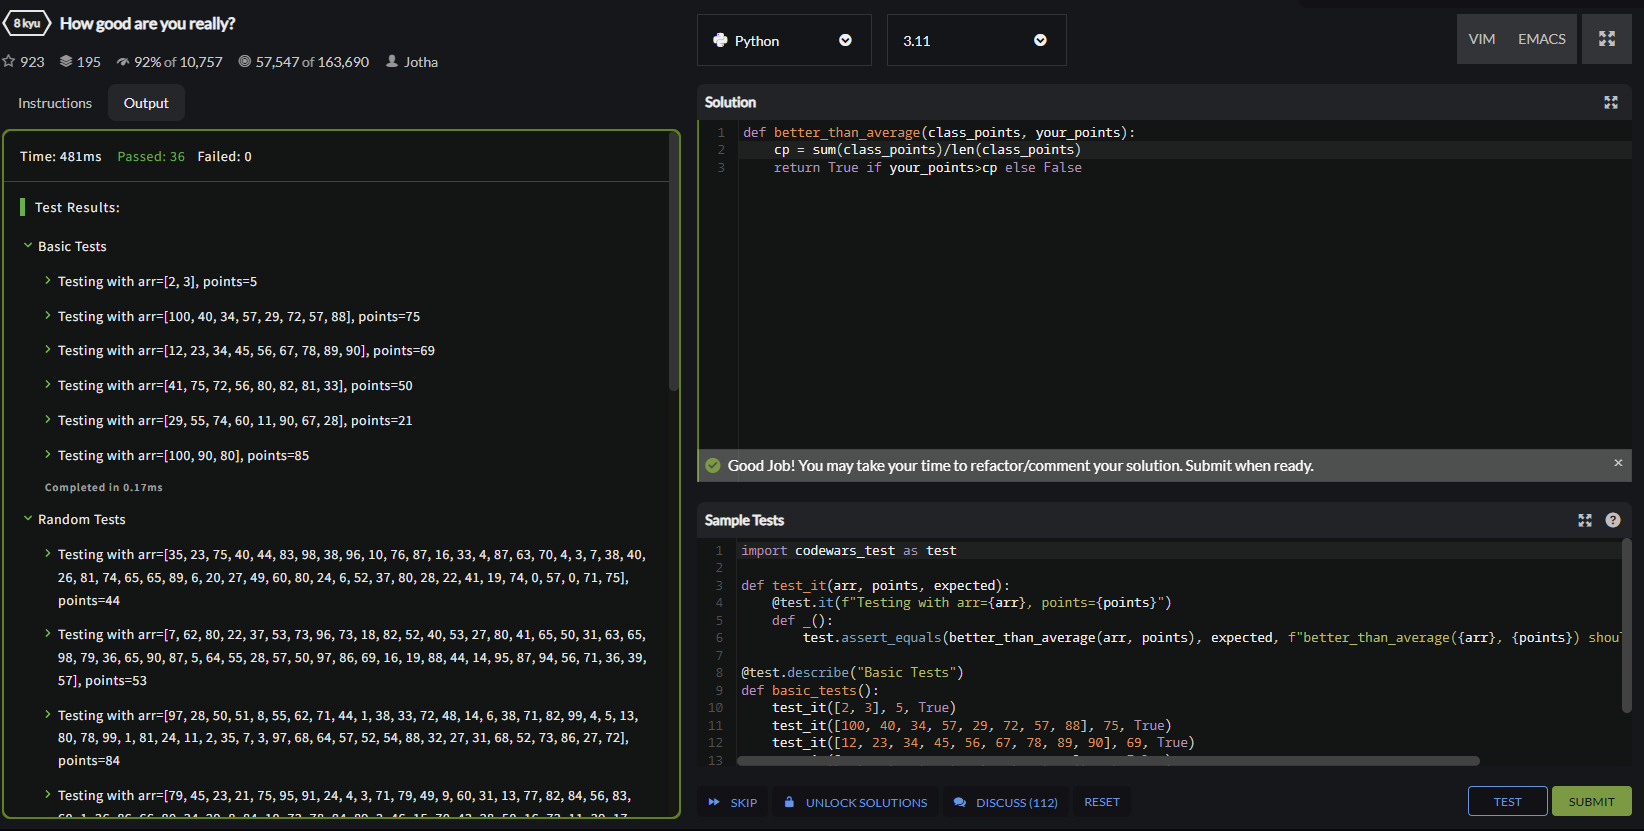 8 kyu How good are you really?
923 195 92% of 10,757 57,547 of 163,690 Jotha
Instructions Output
Time: 481ms Passed: 36 Failed: 0
Test Results:
Basic Tests
Testing with arr=[2, 3], points=5
Testing with arr=[100, 40, 34, 57, 29, 72, 57, 88], points=75
Testing with arr=[12, 23, 34, 45, 56, 67, 78, 89, 90], points=69
Testing with arr=[41, 75, 72, 56, 80, 82, 81, 33], points=50
Testing with arr=[29, 55, 74, 60, 11, 90, 67, 28], points=21
Testing with arr=[100, 90, 80], points=85
Completed in 0.17ms
Random Tests
Testing with arr=[35, 23, 75, 40, 44, 83, 98, 38, 96, 10, 76, 87, 16, 33, 4, 87, 63, 70, 4, 3, 7, 38, 40,
26, 81, 74, 65, 65, 89, 6, 20, 27, 49, 60, 80, 24, 6, 52, 37, 80, 28, 22, 41, 19, 74, 0, 57, 0, 71, 75],
points=44
Testing with arr=[7, 62, 80, 22, 37, 53, 73, 96, 73, 18, 82, 52, 40, 53, 27, 80, 41, 65, 50, 31, 63, 65,
98, 79, 36, 65, 90, 87, 5, 64, 55, 28, 57, 50, 97, 86, 69, 16, 19, 88, 44, 14, 95, 87, 94, 56, 71, 36, 39,
57], points=53
Testing with arr=[97, 28, 50, 51, 8, 55, 62, 71, 44, 1, 38, 33, 72, 48, 14, 6, 38, 71, 82, 99, 4, 5, 13,
80, 78, 99, 1, 81, 24, 11, 2, 35, 7, 3, 97, 68, 64, 57, 52, 54, 88, 32, 27, 31, 68, 52, 73, 86, 27, 72],
points=84
Testing with arr=[79, 45, 23, 21, 75, 95, 91, 24, 4, 3, 71, 79, 49, 9, 60, 31, 13, 77, 82, 84, 56, 83,
Python 3.11 VIM EMACS
Solution
1 def better_than_average(class_points, your_points):
2 cp = sum(class_points)/len(class_points)
3 return True if your_points>cp else False
Good Job! You may take your time to refactor/comment your solution. Submit when ready. ×
Sample Tests ?
1 import codewars_test as test
2
3 def test_it(arr, points, expected):
4 @test.it(f"Testing with arr={arr}, points={points}")
5 def _():
6 test.assert_equals(better_than_average(arr, points), expected, f"better_than_average({arr}, {points}) shoul
7
8 @test.describe("Basic Tests")
9 def basic_tests():
10 test_it([2, 3], 5, True)
11 test_it([100, 40, 34, 57, 29, 72, 57, 88], 75, True)
12 test_it([12, 23, 34, 45, 56, 67, 78, 89, 90], 69, True)
13
SKIP UNLOCK SOLUTIONS DISCUSS (112) RESET TEST SUBMIT